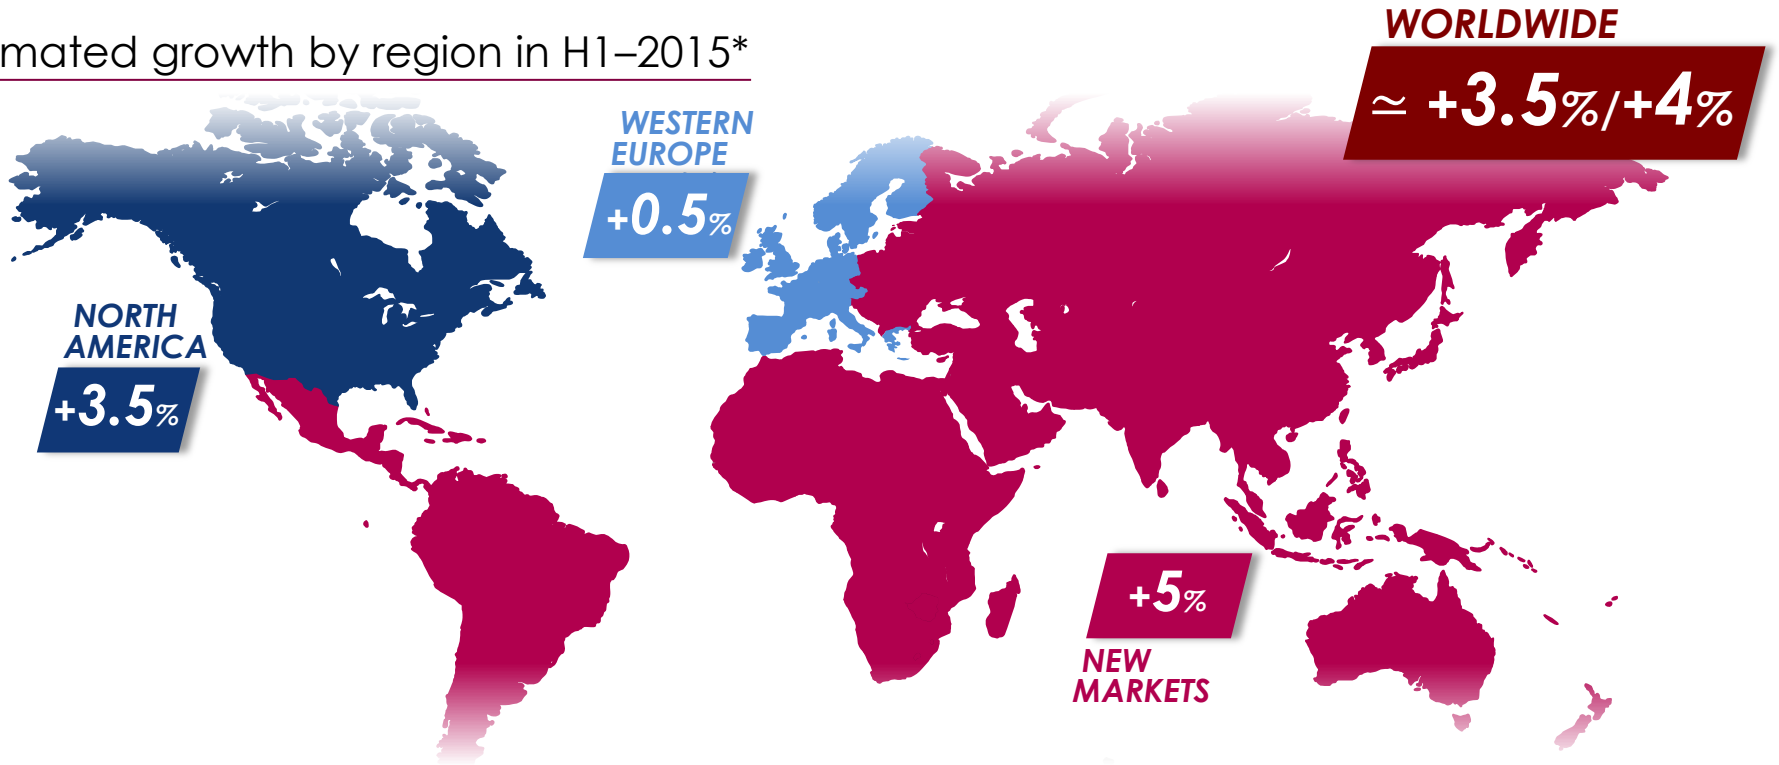 mated growth by region in H1–2015*
WORLDWIDE
≃ +3.5%/+4%
WESTERN
EUROPE
+0.5%
NORTH
AMERICA
+3.5%
+5%
NEW
MARKETS